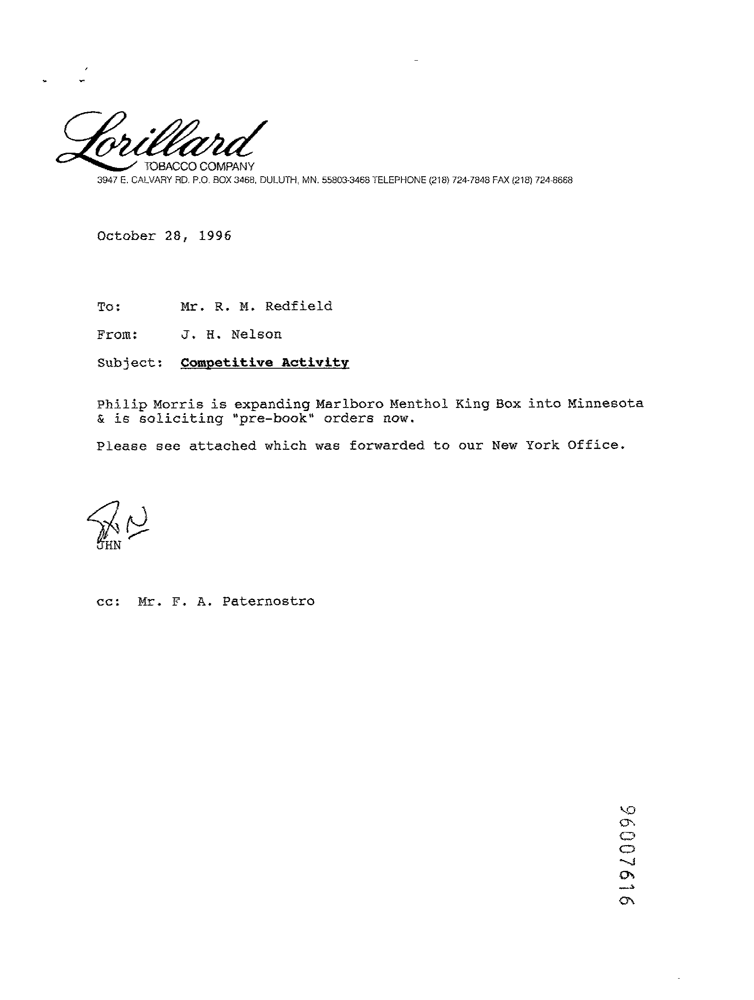 Lorillard
TOBACCO COMPANY
3947 E. CALVARY RD. P.O. BOX 3468, DULUTH, MN. 55803-3468 TELEPHONE (218) 724-7848 FAX (218) 724-8668
October 28, 1996
To: Mr. R. M. Redfield
From: J. H. Nelson
Subject: Competitive Activity
Philip Morris is expanding Marlboro Menthol King Box into Minnesota
& is soliciting "pre-book" orders now.
Please see attached which was forwarded to our New York Office.
JHN
cc: Mr. F. A. Paternostro
96007616